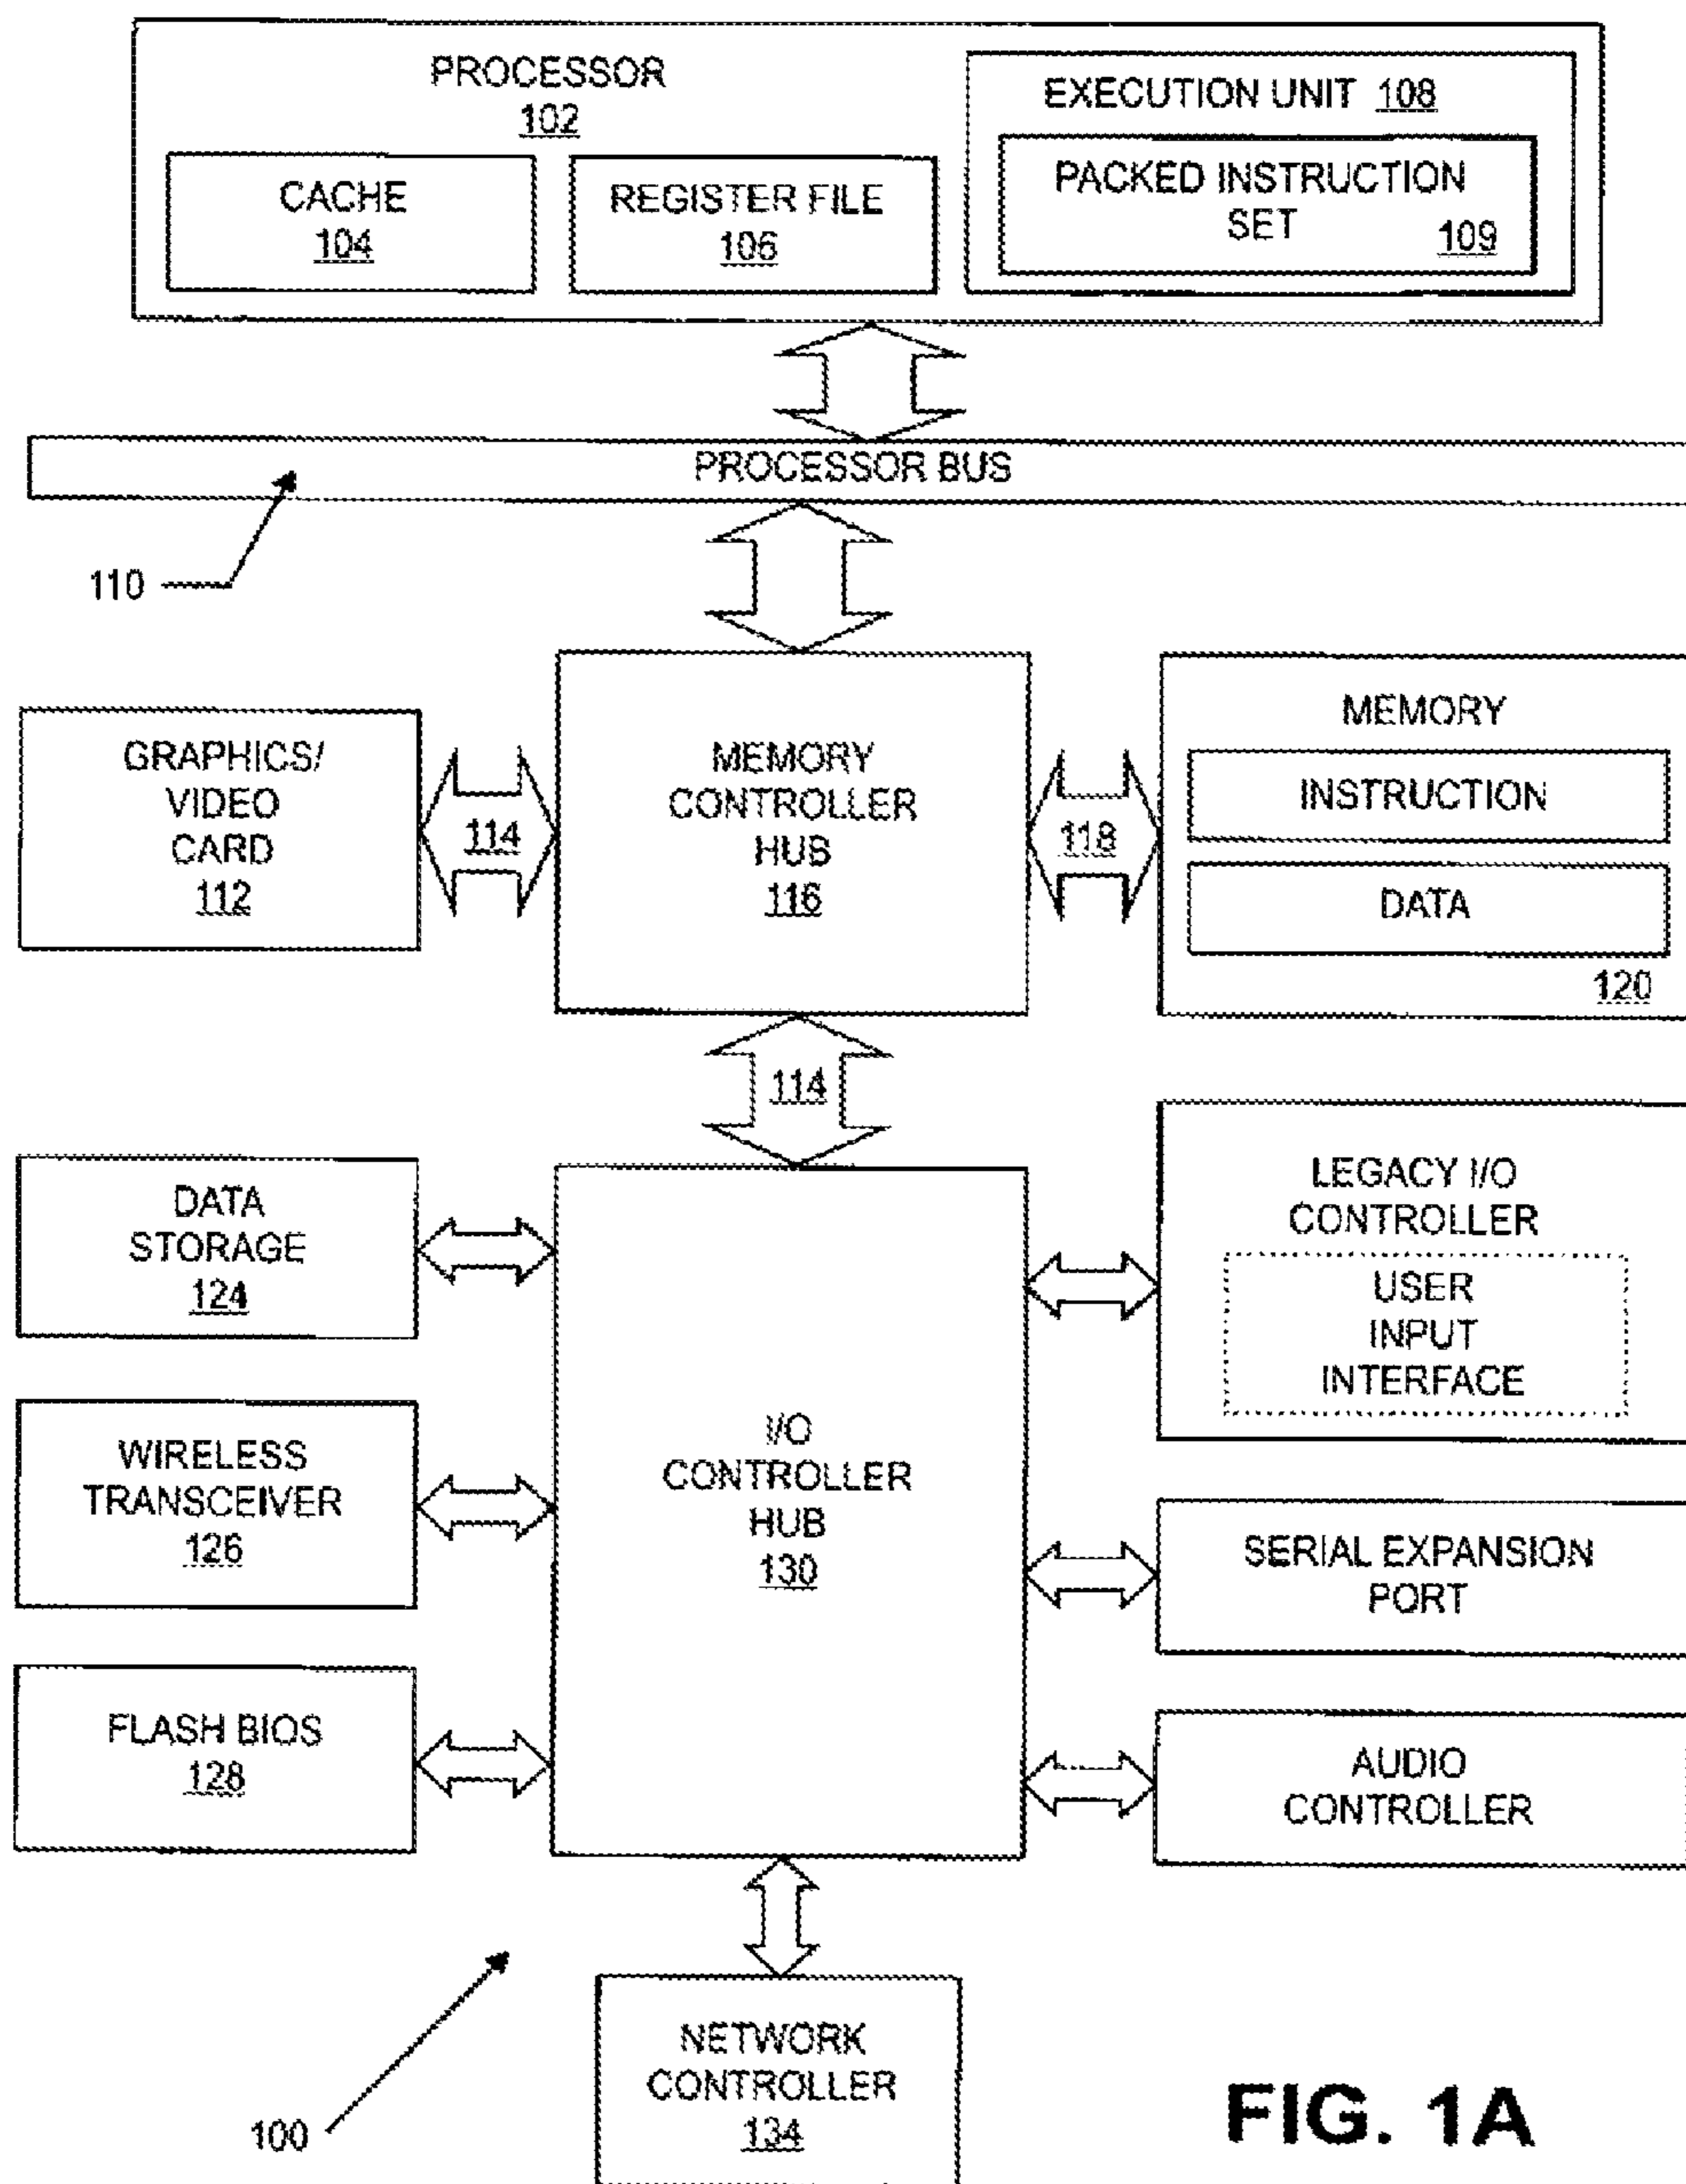 PROCESSOR
102
CACHE
104
REGISTER FILE
106
EXECUTION UNIT 108
PACKED INSTRUCTION
SET
109
PROCESSOR BUS
110
GRAPHICS/
VIDEO
CARD
112
114
MEMORY
CONTROLLER
HUB
116
118
MEMORY
INSTRUCTION
DATA
120
114
DATA
STORAGE
124
LEGACY I/O
CONTROLLER
USER
INPUT
INTERFACE
WIRELESS
TRANSCEIVER
126
I/O
CONTROLLER
HUB
130
SERIAL EXPANSION
PORT
FLASH BIOS
128
AUDIO
CONTROLLER
NETWORK
CONTROLLER
134
100
FIG. 1A